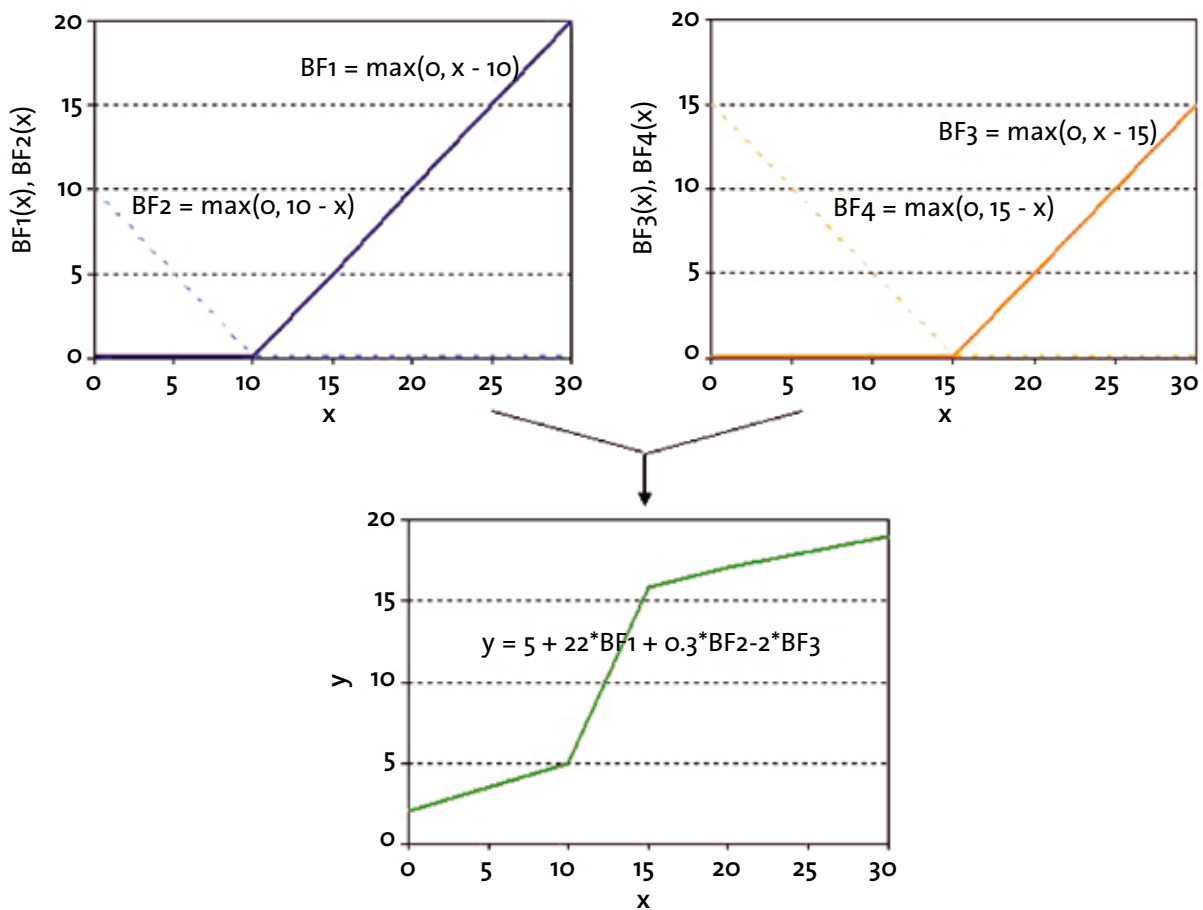 20
15
10
5
0
BF1(x), BF2(x)
BF1 = max(0, x - 10)
BF2 = max(0, 10 - x)
0 5 10 15 20 25 30
x
20
15
10
5
0
BF3(x), BF4(x)
BF3 = max(0, x - 15)
BF4 = max(0, 15 - x)
0 5 10 15 20 25 30
x
20
15
10
5
0
y
y = 5 + 22*BF1 + 0.3*BF2-2*BF3
0 5 10 15 20 25 30
x